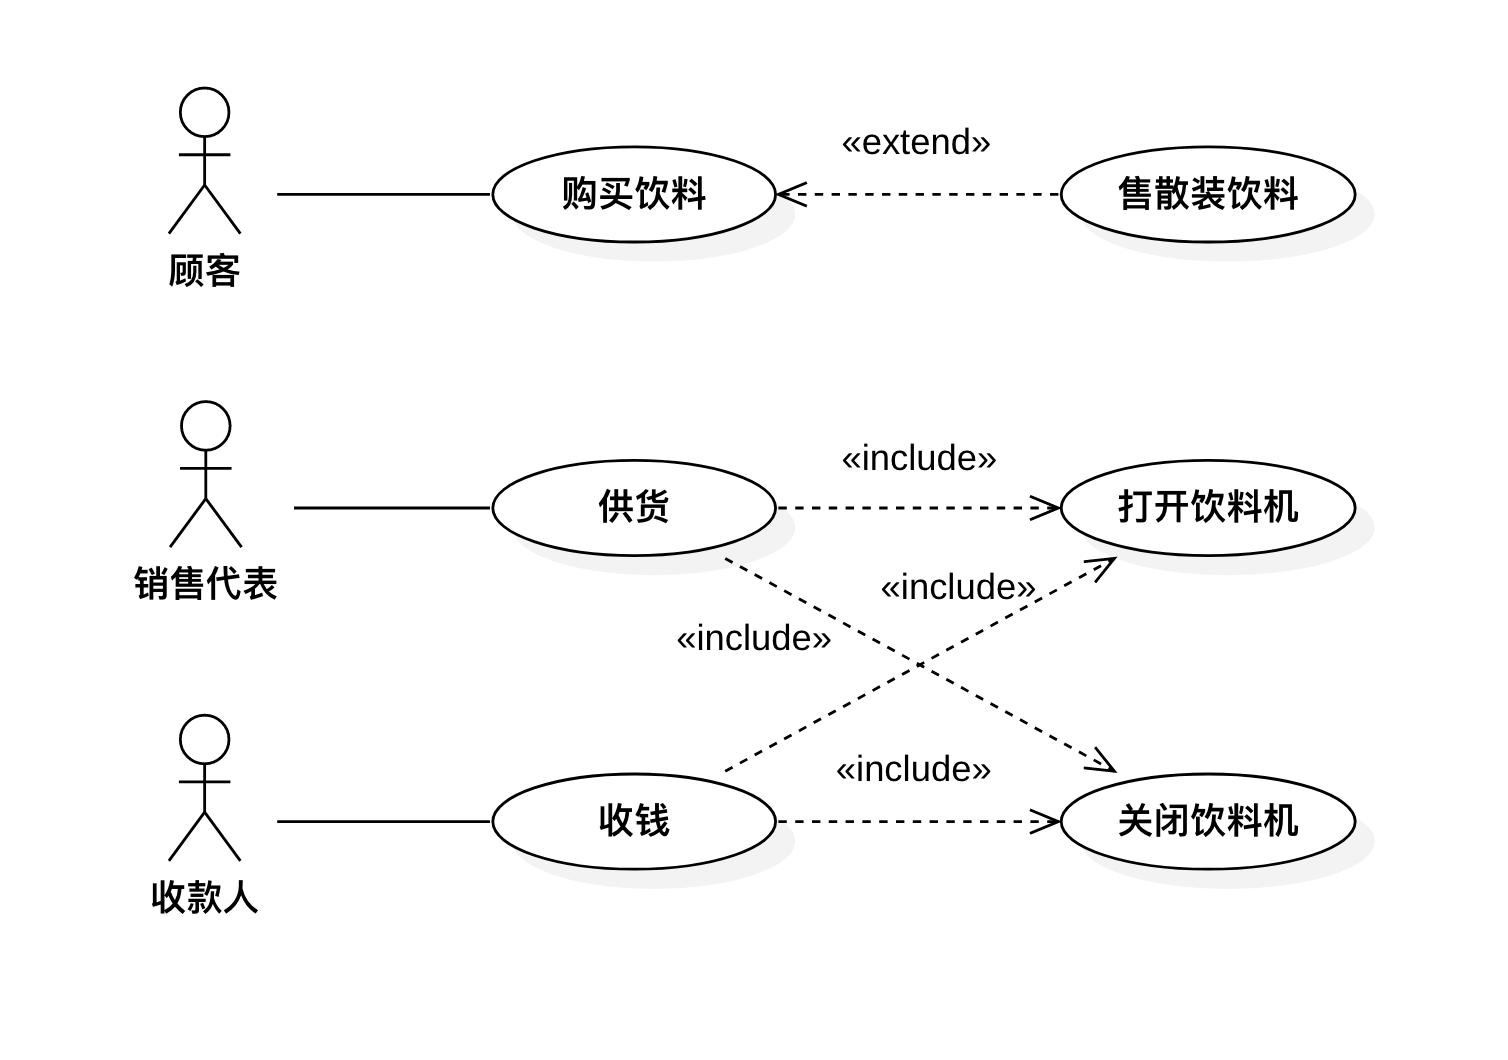 «extend»
购买饮料
售散装饮料
顾客
«include»
供货
打开饮料机
销售代表
«include»
«include»
«include»
收钱
关闭饮料机
收款人